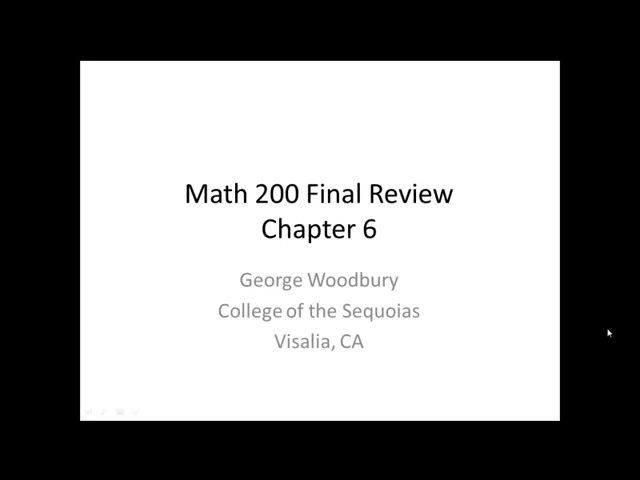 Math 200 Final Review
Chapter 6
George Woodbury
College of the Sequoias
Visalia, CA